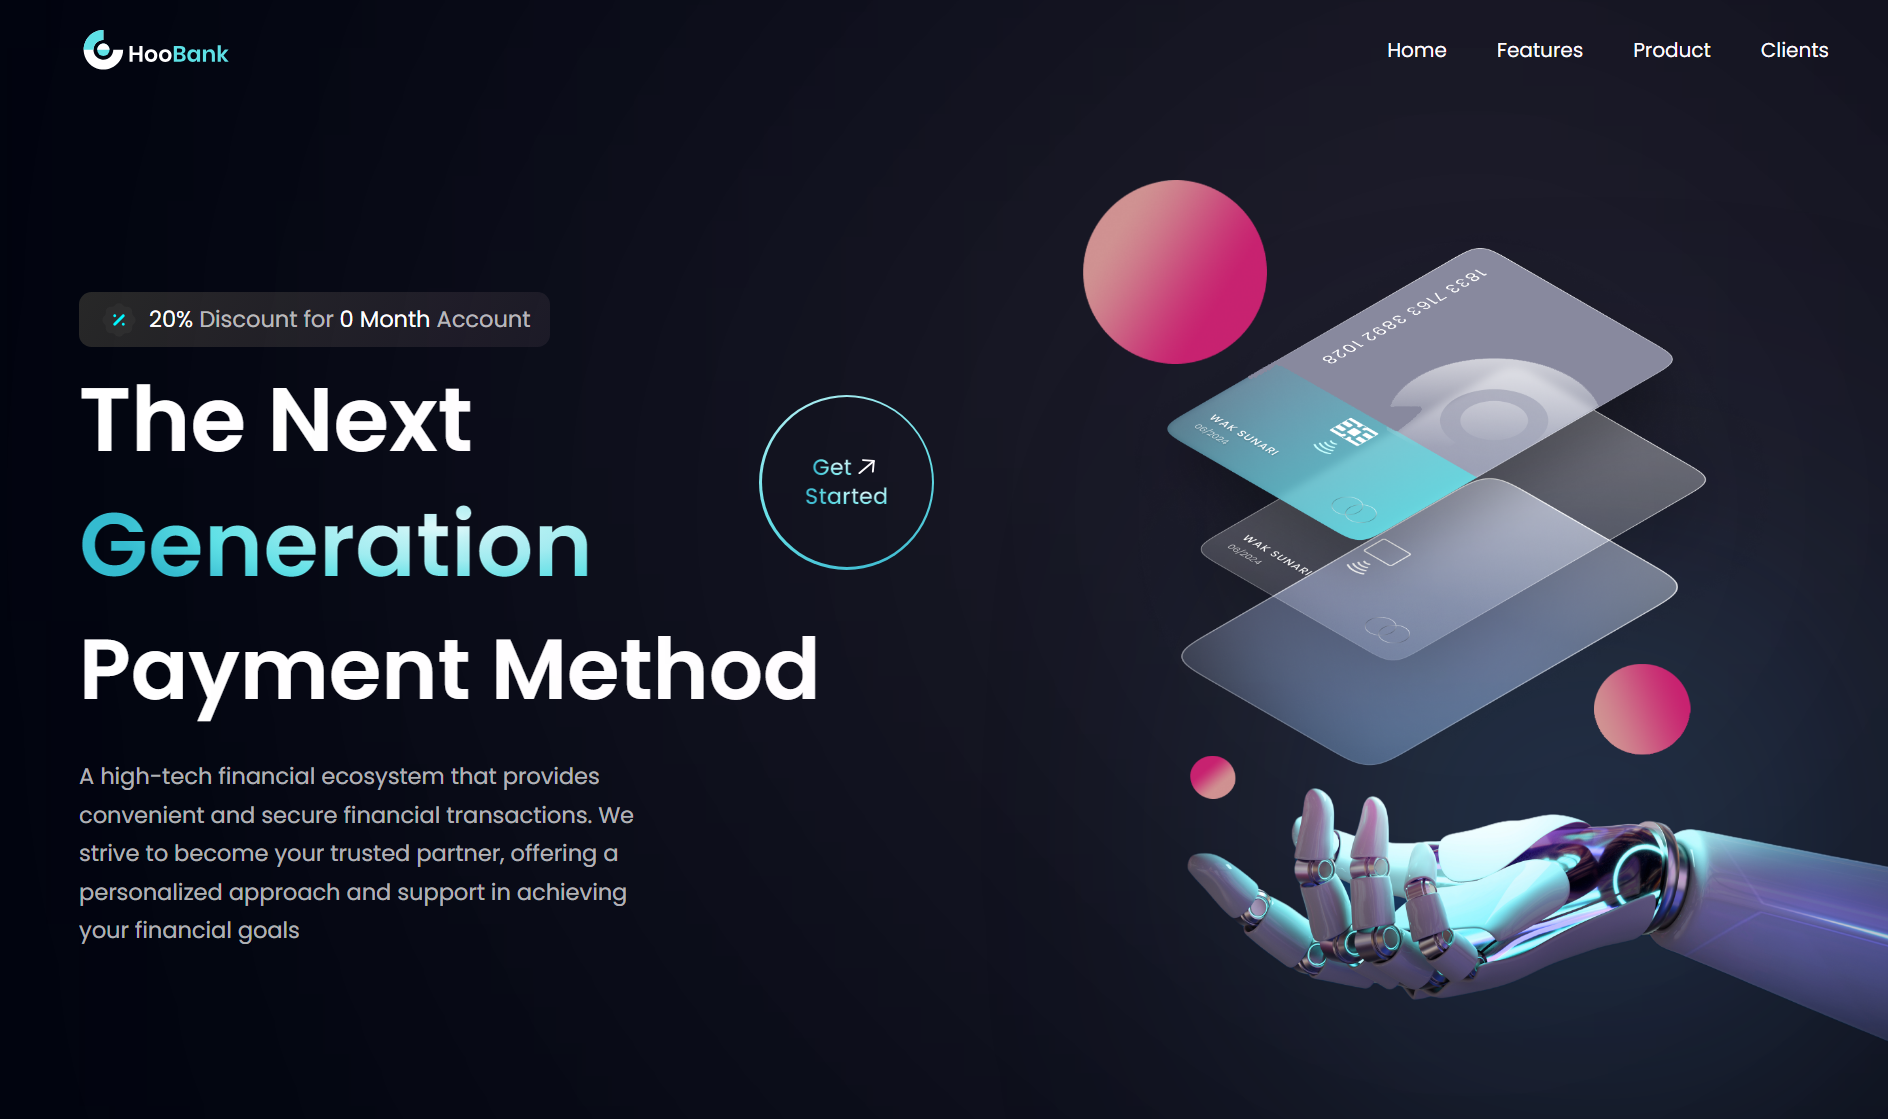 HooBank
Home
Features
Product
Clients
20% Discount for 0 Month Account
The Next
Generation
Payment Method
Get
Started
A high-tech financial ecosystem that provides
convenient and secure financial transactions. We
strive to become your trusted partner, offering a
personalized approach and support in achieving
your financial goals
1833 7163 3892 1028
WAK SUNARI
08/2024
WAK SUNARI
08/2024